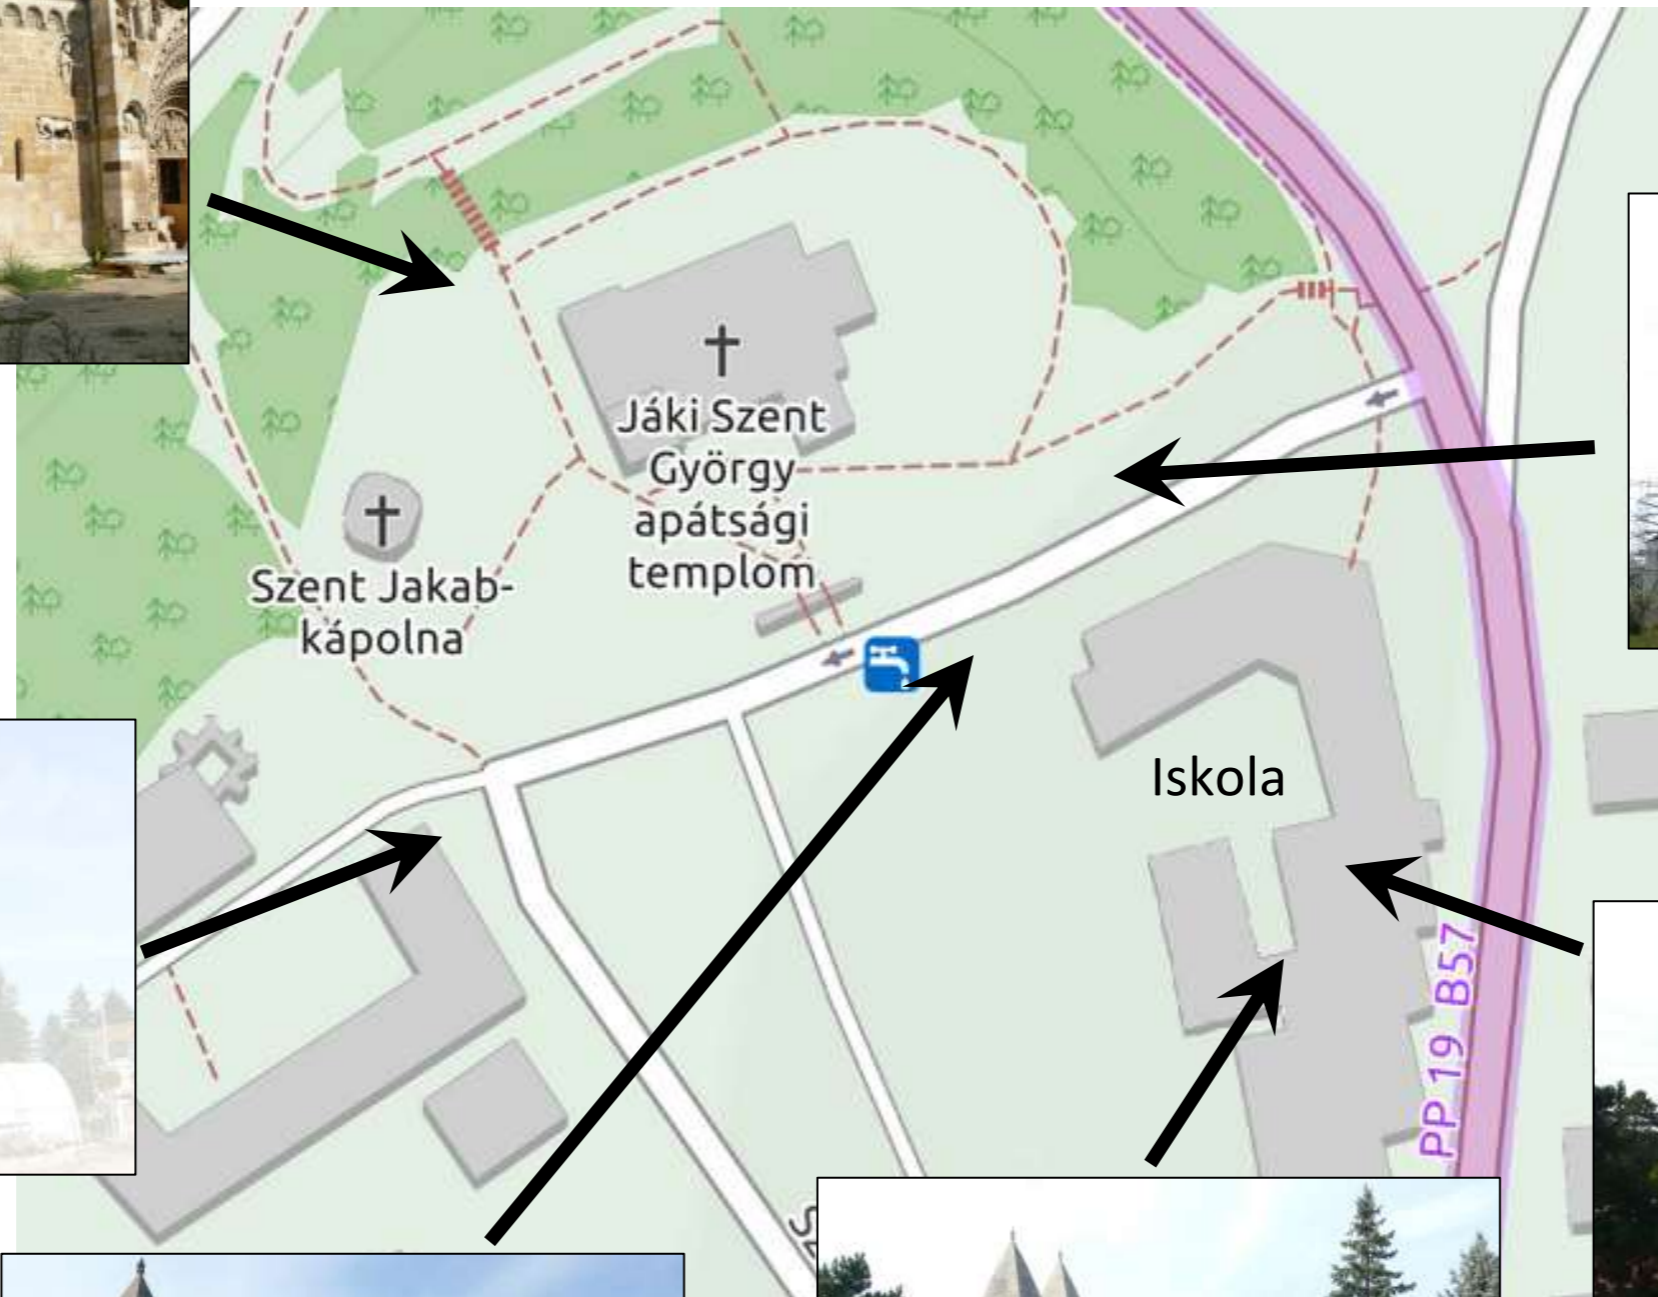 Jáki Szent
György
apátsági
templom
Szent Jakab-
kápolna
Iskola
PP 19 B57